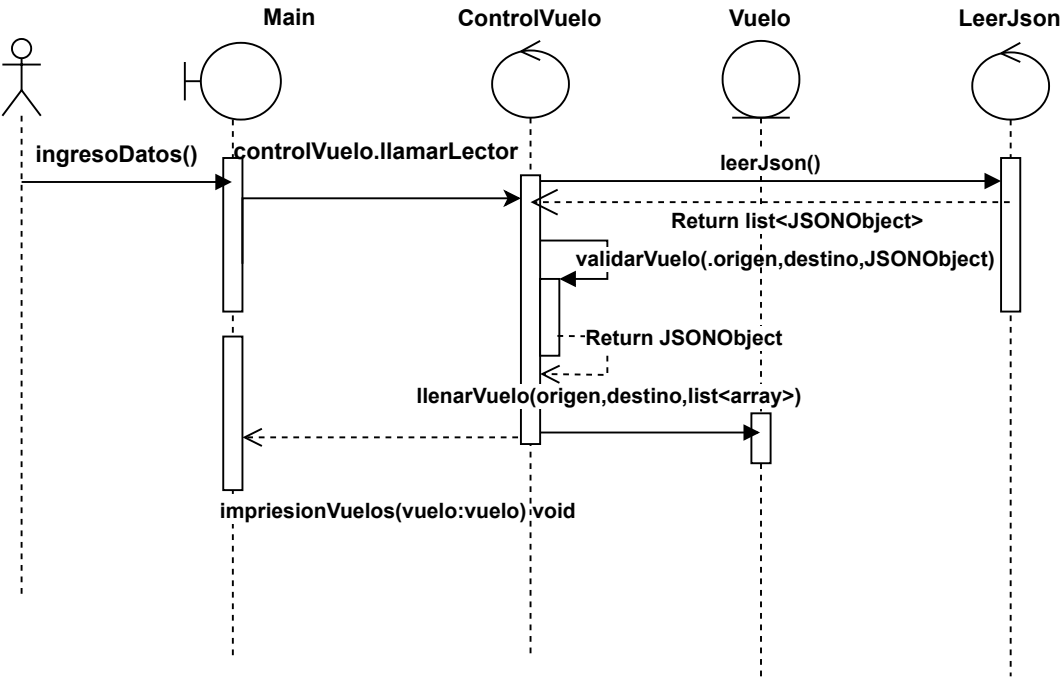 Main
ControlVuelo
Vuelo
LeerJson
ingresoDatos()
controlVuelo.llamarLector
leerJson()
Return list<JSONObject>
validarVuelo(.origen,destino,JSONObject)
Return JSONObject
llenarVuelo(origen,destino,list<array>)
impriesionVuelos(vuelo:vuelo) void